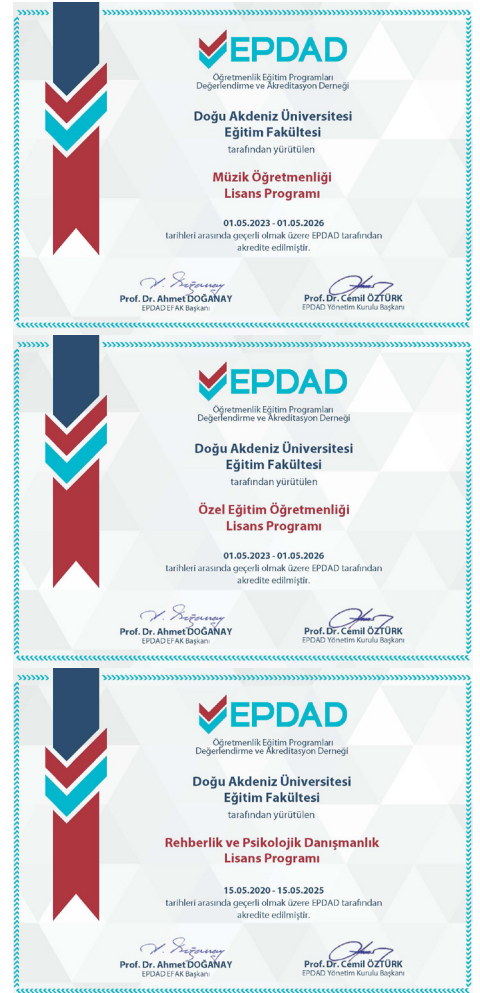 EPDAD
Öğretmenlik Eğitim Programları
Değerlendirme ve Akreditasyon Derneği
Doğu Akdeniz Üniversitesi
Eğitim Fakültesi
tarafından yürütülen
Müzik Öğretmenliği
Lisans Programı
01.05.2023 - 01.05.2026
tarihleri arasında geçerli olmak üzere EPDAD tarafından
akredite edilmiştir.
Prof. Dr. Ahmet DOĞANAY
EPDAD EFAK Başkanı
Prof. Dr. Cemil ÖZTÜRK
EPDAD Yönetim Kurulu Başkanı
EPDAD
Öğretmenlik Eğitim Programları
Değerlendirme ve Akreditasyon Derneği
Doğu Akdeniz Üniversitesi
Eğitim Fakültesi
tarafından yürütülen
Özel Eğitim Öğretmenliği
Lisans Programı
01.05.2023 - 01.05.2026
tarihleri arasında geçerli olmak üzere EPDAD tarafından
akredite edilmiştir.
Prof. Dr. Ahmet DOĞANAY
EPDAD EFAK Başkanı
Prof. Dr. Cemil ÖZTÜRK
EPDAD Yönetim Kurulu Başkanı
EPDAD
Öğretmenlik Eğitim Programları
Değerlendirme ve Akreditasyon Derneği
Doğu Akdeniz Üniversitesi
Eğitim Fakültesi
tarafından yürütülen
Rehberlik ve Psikolojik Danışmanlık
Lisans Programı
15.05.2020 - 15.05.2025
tarihleri arasında geçerli olmak üzere EPDAD tarafından
akredite edilmiştir.
Prof. Dr. Ahmet DOĞANAY
EPDAD EFAK Başkanı
Prof. Dr. Cemil ÖZTÜRK
EPDAD Yönetim Kurulu Başkanı